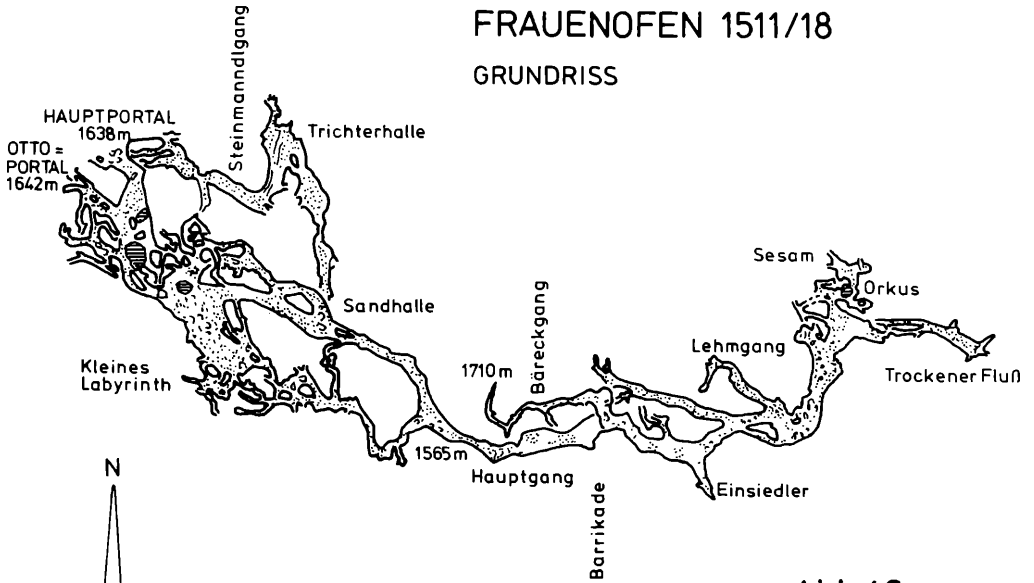 FRAUENOFEN 1511/18
GRUNDRISS
Steinmanndlgang
HAUPTPORTAL
1638m
Trichterhalle
OTTO =
PORTAL
1642m
Sesam
Orkus
Sandhalle
Bäreckgang
Lehmgang
Kleines
Labyrinth
1710m
Trockener Fluß
1565m
Hauptgang
Einsiedler
N
Barrikade